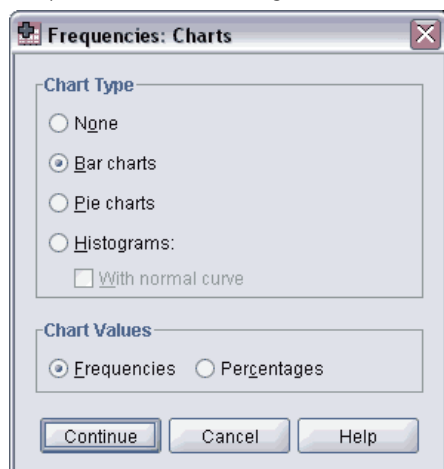 Frequencies: Charts
Chart Type
None
Bar charts
Pie charts
Histograms:
With normal curve
Chart Values
Frequencies Percentages
Continue Cancel Help